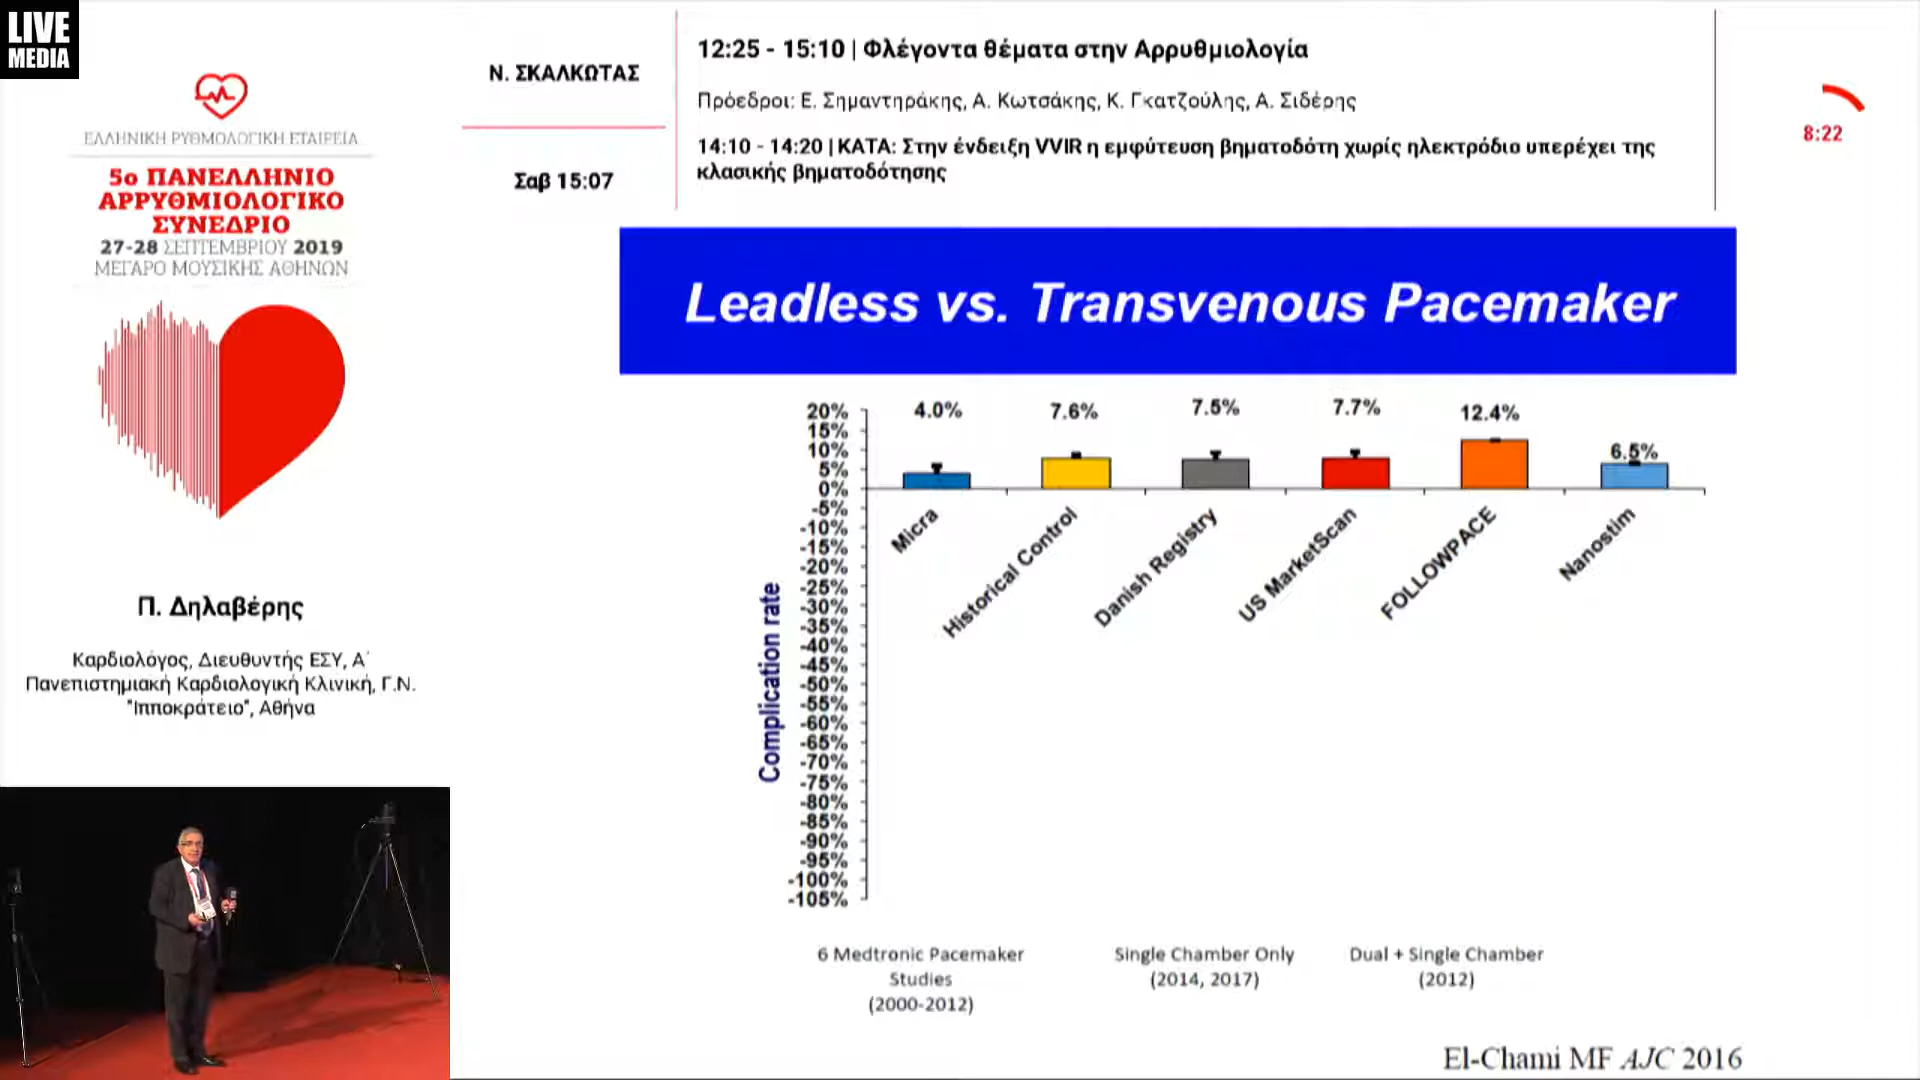 LIVE
MEDIA
ΕΛΛΗΝΙΚΗ ΡΥΘΜΟΛΟΓΙΚΗ ΕΤΑΙΡΕΙΑ
5ο ΠΑΝΕΛΛΗΝΙΟ
ΑΡΡΥΘΜΙΟΛΟΓΙΚΟ
ΣΥΝΕΔΡΙΟ
27-28 ΣΕΠΤΕΜΒΡΙΟΥ 2019
ΜΕΓΑΡΟ ΜΟΥΣΙΚΗΣ ΑΘΗΝΩΝ
Π. Δηλαβέρης
Καρδιολόγος, Διευθυντής ΕΣΥ, Α΄
Πανεπιστημιακή Καρδιολογική Κλινική, Γ.Ν.
"Ιπποκράτειο", Αθήνα
Ν. ΣΚΑΛΚΩΤΑΣ
Σαβ 15:07
12:25 - 15:10 | Φλέγοντα θέματα στην Αρρυθμιολογία
Πρόεδροι: Ε. Σημαντηράκης, Α. Κωτσάκης, Κ. Γκατζούλης, Α. Σιδέρης
14:10 - 14:20 | ΚΑΤΑ: Στην ένδειξη VVIR η εμφύτευση βηματοδότη χωρίς ηλεκτρόδιο υπερέχει της
κλασικής βηματοδότησης
8:22
Leadless vs. Transvenous Pacemaker
4.0% 7.6% 7.5% 7.7% 12.4% 6.5%
20%
15%
10%
5%
0%
-5%
-10%
-15%
-20%
-25%
-30%
-35%
-40%
-45%
-50%
-55%
-60%
-65%
-70%
-75%
-80%
-85%
-90%
-95%
-100%
-105%
Complication rate
Micra
Historical Control
Danish Registry
US MarketScan
FOLLOWPACE
Nanostim
6 Medtronic Pacemaker
Studies
(2000-2012)
Single Chamber Only
(2014, 2017)
Dual + Single Chamber
(2012)
El-Chami MF AJC 2016